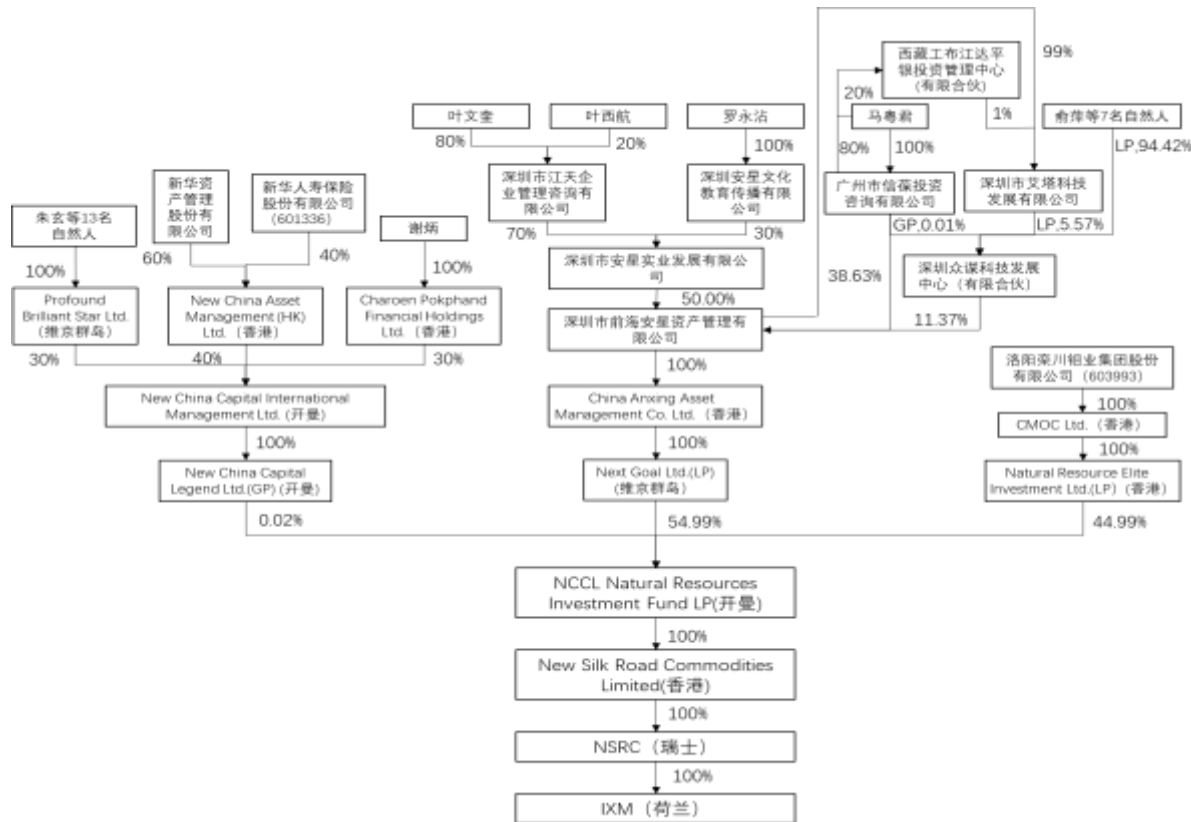 西藏工布江达平
银投资管理中心
(有限合伙)
99%
20%
1%
叶文奎
叶西航
罗永沾
马粤君
俞萍等7名自然人
80%
20%
100%
80%
100%
LP,94.42%
新华资
产管理
股份有
限公司
新华人寿保险
股份有限公司
(601336)
深圳市江天企
业管理咨询有
限公司
深圳安星文化
教育传播有限
公司
广州市信葆投资
咨询有限公司
深圳市艾塔科技
发展有限公司
朱玄等13名
自然人
谢炳
70%
30%
GP,0.01%
LP,5.57%
60%
40%
100%
100%
深圳市安星实业发展有限公
司
38.63%
深圳众谋科技发展
中心（有限合伙）
Profound
Brilliant Star Ltd.
(维京群岛)
New China Asset
Management (HK)
Ltd.（香港）
Charoen Pokphand
Financial Holdings
Ltd.（香港）
50.00%
深圳市前海安星资产管理有
限公司
11.37%
30%
40%
30%
100%
洛阳栾川钼业集团股份
有限公司（603993）
New China Capital International
Management Ltd. (开曼)
China Anxing Asset
Management Co. Ltd.（香港）
100%
CMOC Ltd.（香港）
100%
100%
100%
New China Capital
Legend Ltd.(GP) (开曼)
Next Goal Ltd.(LP)
(维京群岛)
Natural Resource Elite
Investment Ltd.(LP)（香港）
0.02%
54.99%
44.99%
NCCL Natural Resources
Investment Fund LP(开曼)
100%
New Silk Road Commodities
Limited(香港)
100%
NSRC（瑞士）
100%
IXM（荷兰）